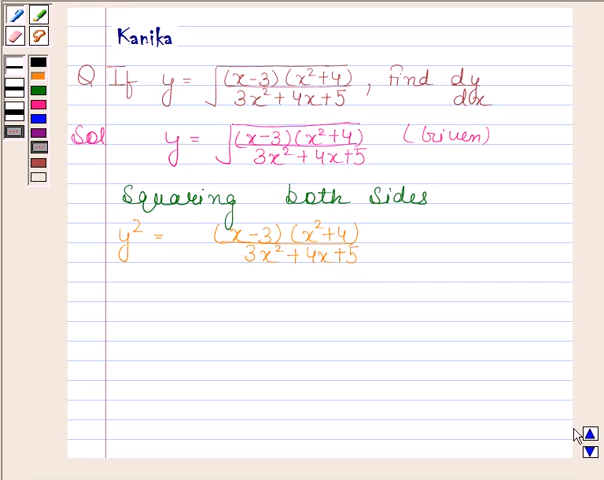 Kanika
Q If y = √((x-3)(x²+4) / 3x²+4x+5), Find dy/dx
Sol y = √((x-3)(x²+4) / 3x²+4x+5) (Given)
Squaring both sides
y² = (x-3)(x²+4) / 3x²+4x+5